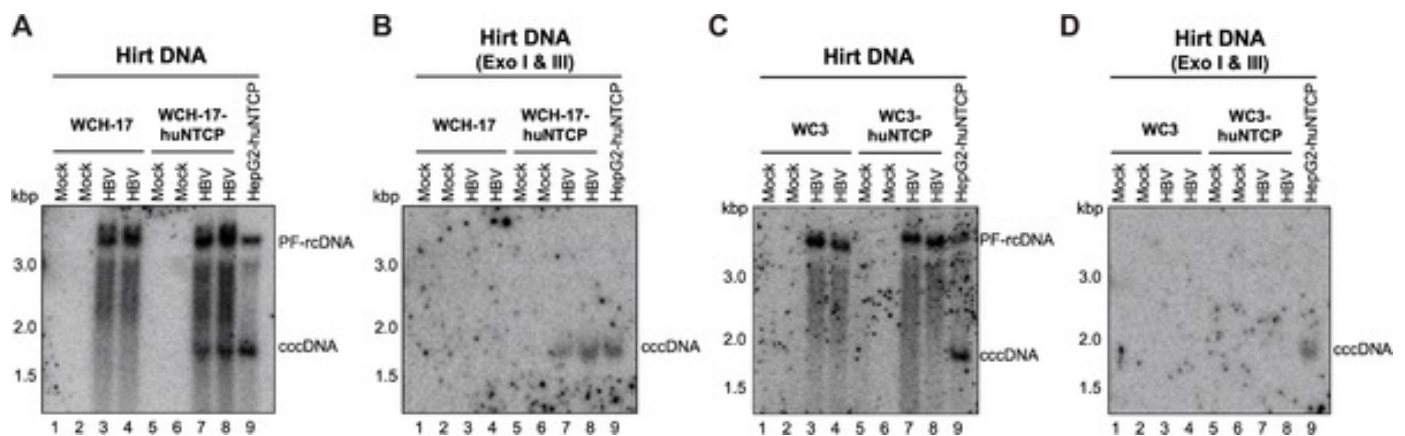 A
Hirt DNA
WCH-17
WCH-17-
huNTCP
HepG2-huNTCP
Mock
Mock
HBV
HBV
Mock
Mock
HBV
HBV
kbp
3.0
2.0
1.5
PF-rcDNA
cccDNA
1 2 3 4 5 6 7 8 9
B
Hirt DNA
(Exo I & III)
WCH-17
WCH-17-
huNTCP
HepG2-huNTCP
Mock
Mock
HBV
HBV
Mock
Mock
HBV
HBV
kbp
3.0
2.0
1.5
cccDNA
1 2 3 4 5 6 7 8 9
C
Hirt DNA
WC3
WC3-
huNTCP
HepG2-huNTCP
Mock
Mock
HBV
HBV
Mock
Mock
HBV
HBV
kbp
3.0
2.0
1.5
PF-rcDNA
cccDNA
1 2 3 4 5 6 7 8 9
D
Hirt DNA
(Exo I & III)
WC3
WC3-
huNTCP
HepG2-huNTCP
Mock
Mock
HBV
HBV
Mock
Mock
HBV
HBV
kbp
3.0
2.0
1.5
cccDNA
1 2 3 4 5 6 7 8 9